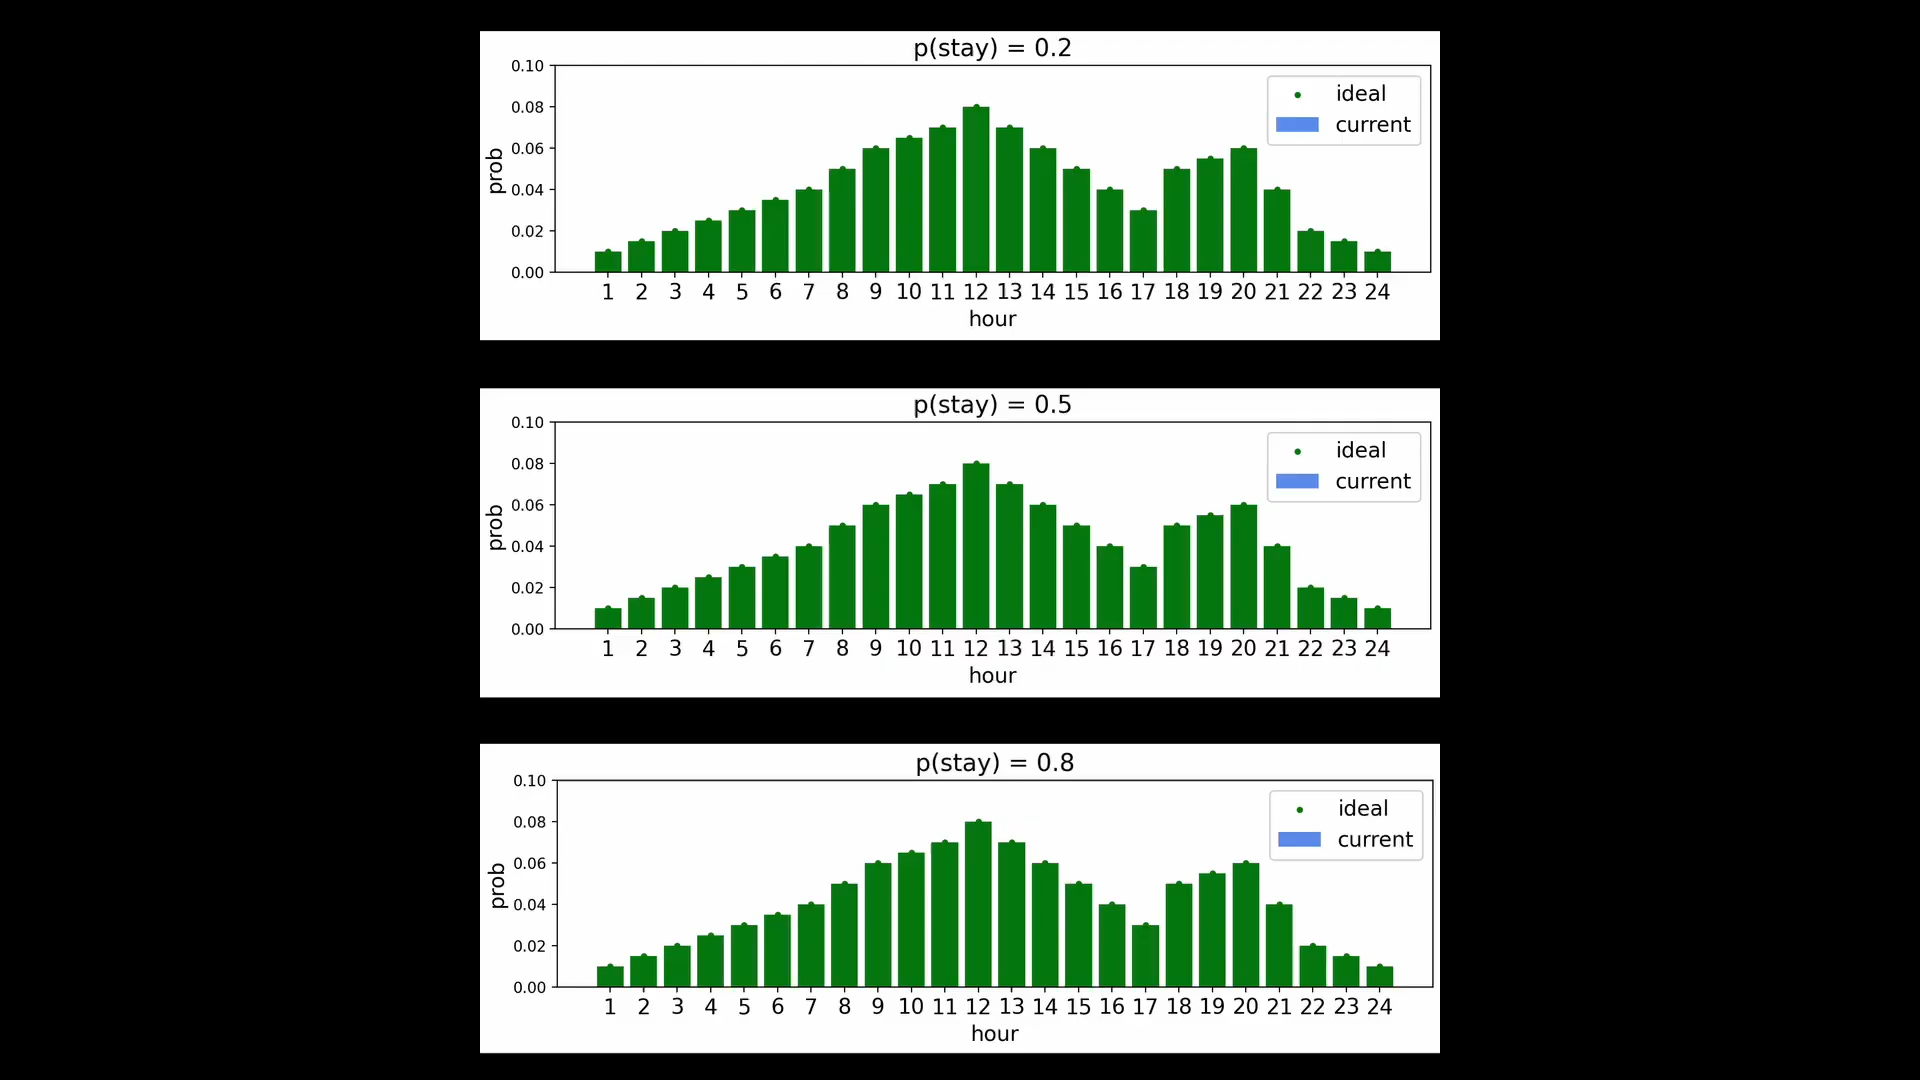 p(stay) = 0.2
0.10
0.08
0.06
0.04
0.02
0.00
prob
ideal
current
1 2 3 4 5 6 7 8 9 10 11 12 13 14 15 16 17 18 19 20 21 22 23 24
hour
p(stay) = 0.5
0.10
0.08
0.06
0.04
0.02
0.00
prob
ideal
current
1 2 3 4 5 6 7 8 9 10 11 12 13 14 15 16 17 18 19 20 21 22 23 24
hour
p(stay) = 0.8
0.10
0.08
0.06
0.04
0.02
0.00
prob
ideal
current
1 2 3 4 5 6 7 8 9 10 11 12 13 14 15 16 17 18 19 20 21 22 23 24
hour